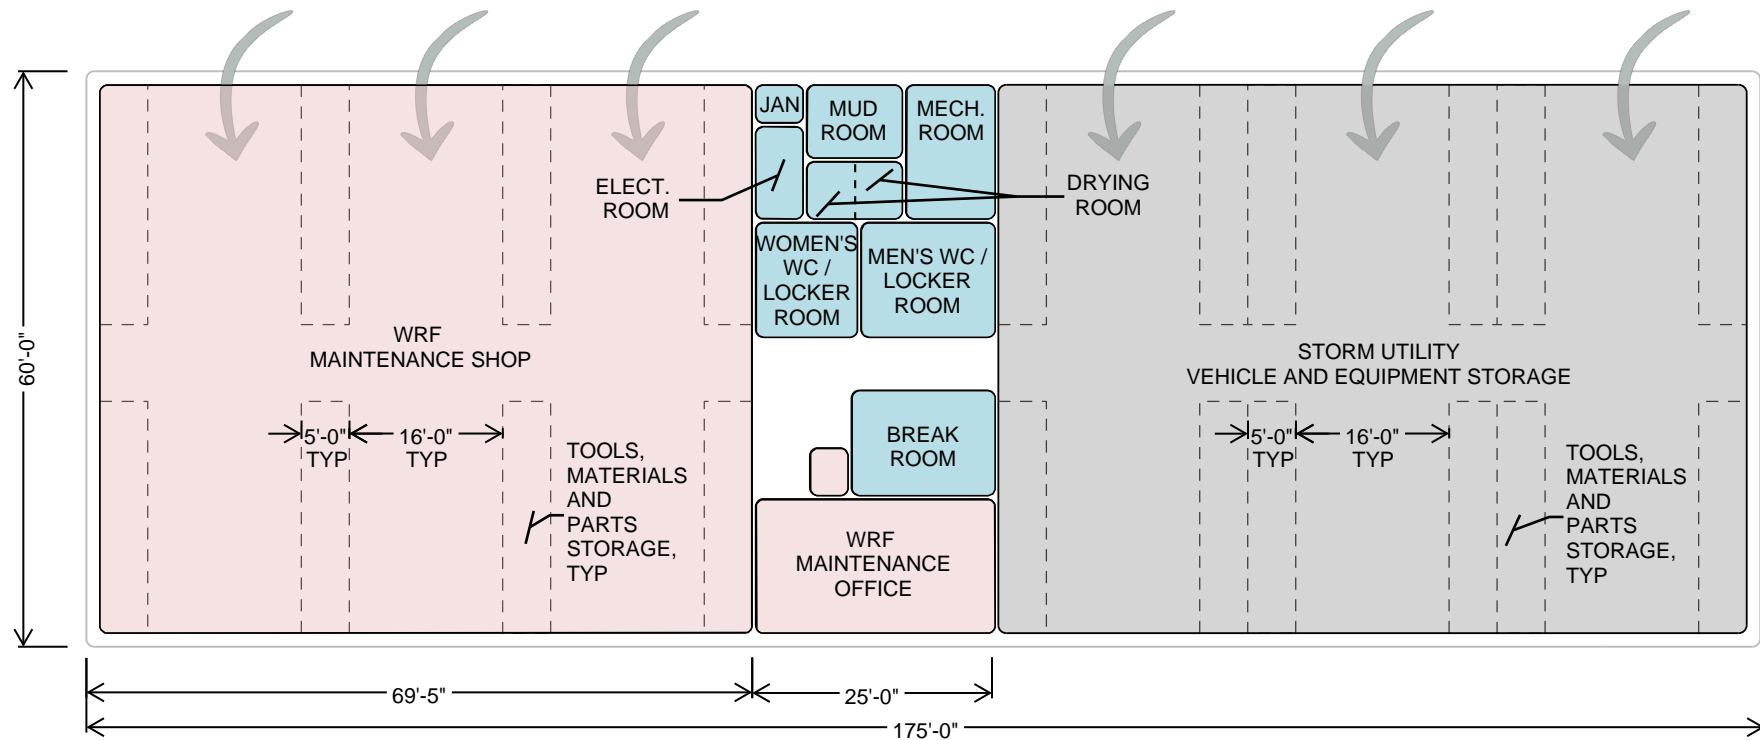 JAN
MUD
ROOM
MECH.
ROOM
ELECT.
ROOM
DRYING
ROOM
WOMEN'S
WC /
LOCKER
ROOM
MEN'S WC /
LOCKER
ROOM
60'-0"
WRF
MAINTENANCE SHOP
STORM UTILITY
VEHICLE AND EQUIPMENT STORAGE
5'-0"
TYP
16'-0"
TYP
TOOLS,
MATERIALS
AND
PARTS
STORAGE,
TYP
BREAK
ROOM
5'-0"
TYP
16'-0"
TYP
TOOLS,
MATERIALS
AND
PARTS
STORAGE,
TYP
WRF
MAINTENANCE
OFFICE
69'-5"
25'-0"
175'-0"